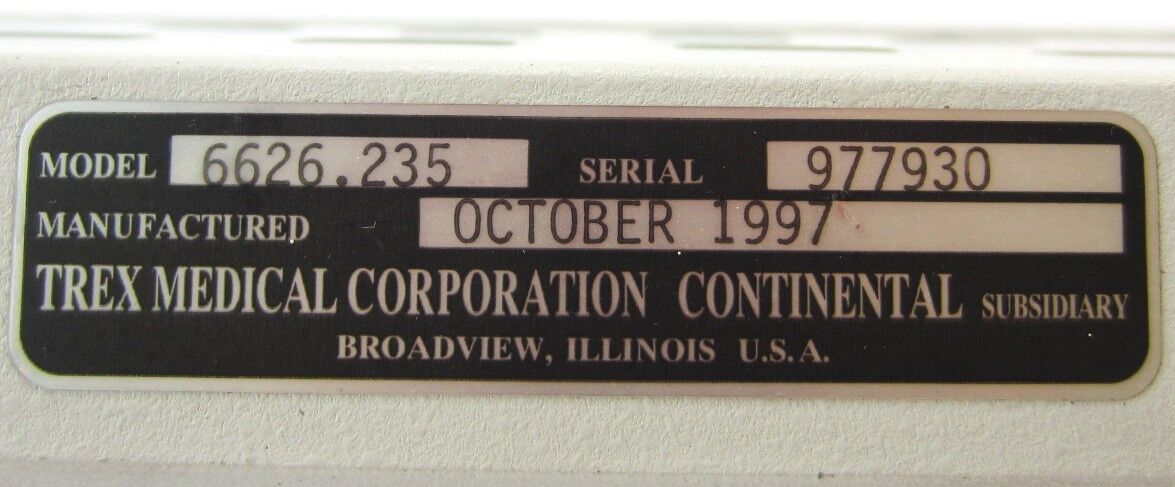 MODEL 6626.235 SERIAL 977930
MANUFACTURED OCTOBER 1997
TREX MEDICAL CORPORATION CONTINENTAL SUBSIDIARY
BROADVIEW, ILLINOIS U.S.A.